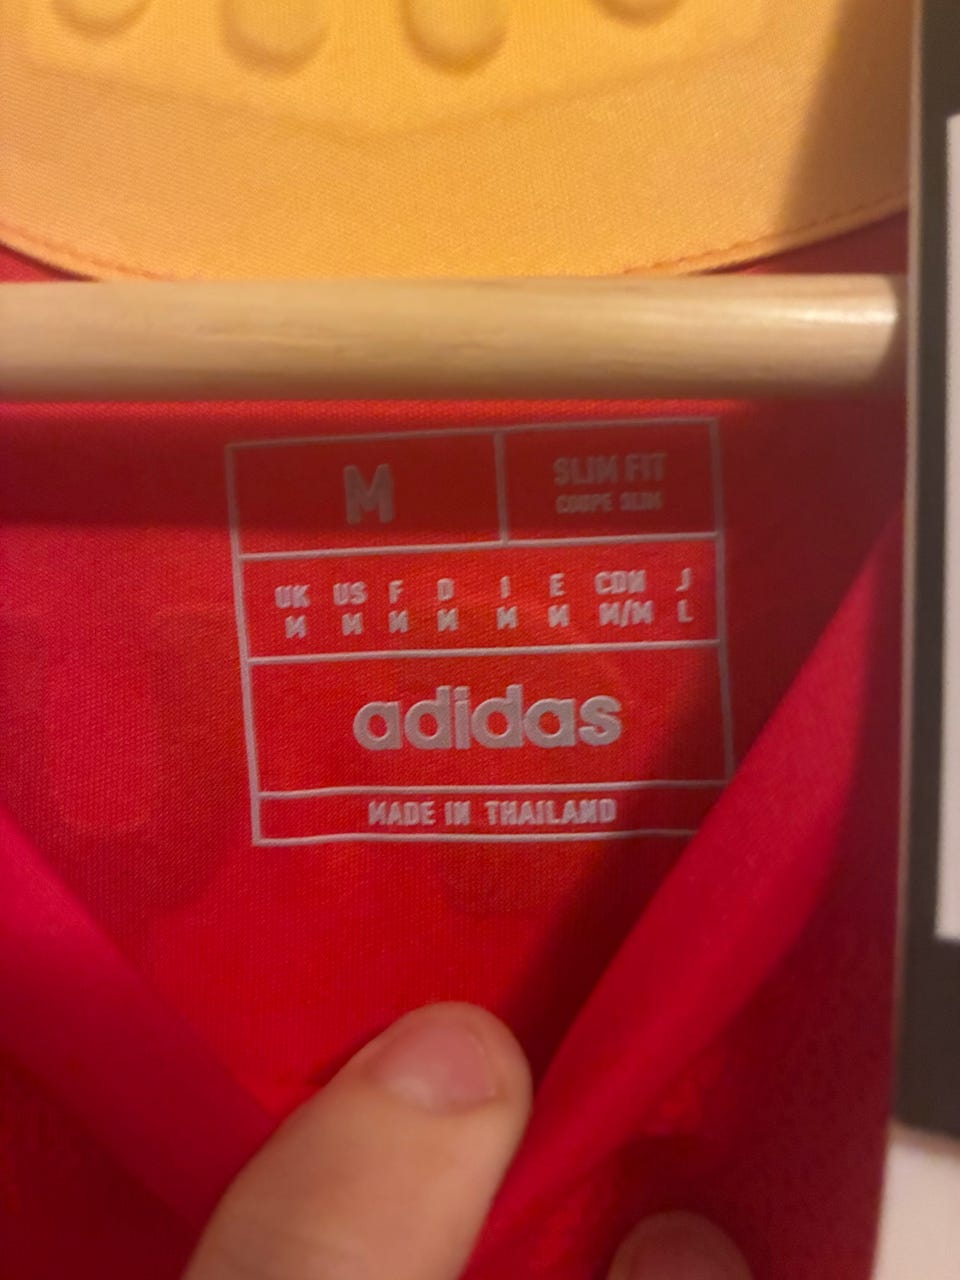 M
SLIM FIT
COUPE SLIM
UK US F D I E CDN J
M M M M M M M/M L
adidas
MADE IN THAILAND